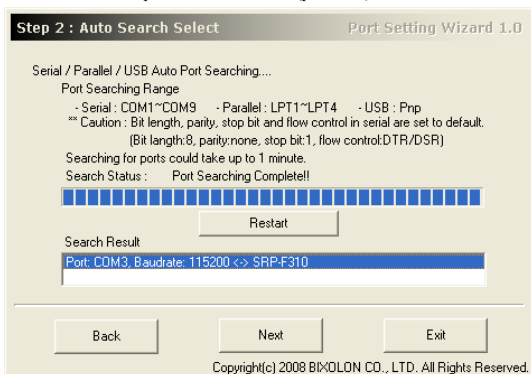 Step 2 : Auto Search Select Port Setting Wizard 1.0
Serial / Parallel / USB Auto Port Searching....
Port Searching Range
- Serial : COM1~COM9 - Parallel : LPT1~LPT4 - USB : Pnp
** Caution : Bit length, parity, stop bit and flow control in serial are set to default.
(Bit length:8, parity:none, stop bit:1, flow control:DTR/DSR)
Searching for ports could take up to 1 minute.
Search Status : Port Searching Complete!!
Restart
Search Result
Port: COM3, Baudrate: 115200 <-> SRP-F310
Back Next Exit
Copyright(c) 2008 BIXOLON CO., LTD. All Rights Reserved